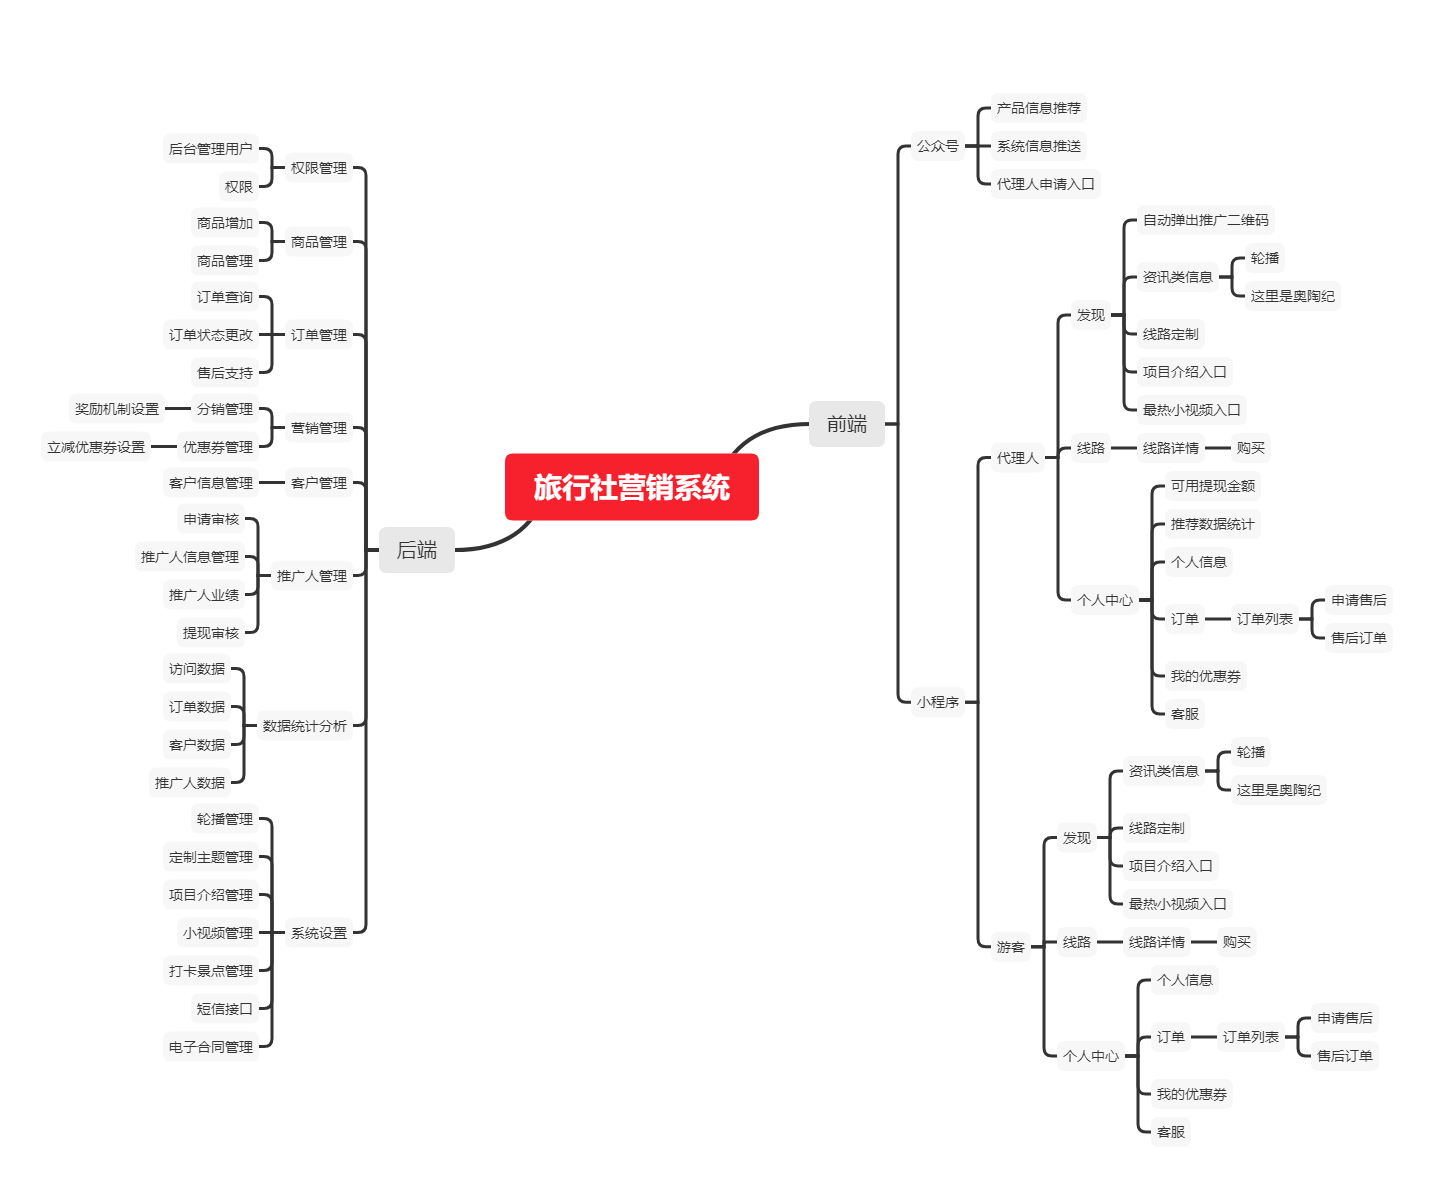 旅行社营销系统
前端
公众号
产品信息推荐
系统信息推送
代理人申请入口
小程序
代理人
发现
自动弹出推广二维码
资讯类信息
轮播
这里是奥陶纪
线路定制
项目介绍入口
最热小视频入口
线路
线路详情
购买
个人中心
可用提现金额
推荐数据统计
个人信息
订单
订单列表
申请售后
售后订单
我的优惠券
客服
游客
发现
资讯类信息
轮播
这里是奥陶纪
线路定制
项目介绍入口
最热小视频入口
线路
线路详情
购买
个人中心
个人信息
订单
订单列表
申请售后
售后订单
我的优惠券
客服
后端
权限管理
后台管理用户
权限
商品管理
商品增加
商品管理
订单管理
订单查询
订单状态更改
售后支持
营销管理
分销管理
奖励机制设置
优惠券管理
立减优惠券设置
客户管理
客户信息管理
推广人管理
申请审核
推广人信息管理
推广人业绩
提现审核
数据统计分析
访问数据
订单数据
客户数据
推广人数据
系统设置
轮播管理
定制主题管理
项目介绍管理
小视频管理
打卡景点管理
短信接口
电子合同管理